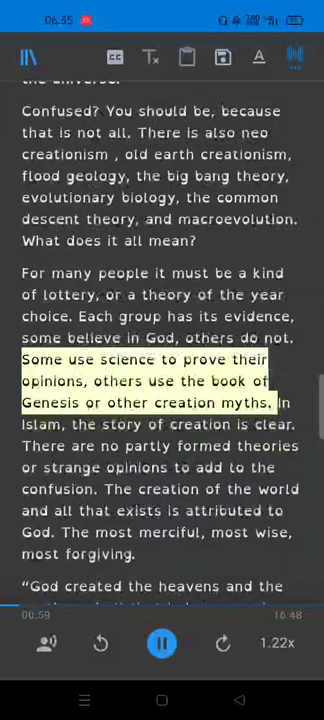 06.55
CC
the universe.
Confused? You should be, because
that is not all. There is also neo
creationism , old earth creationism,
flood geology, the big bang theory,
evolutionary biology, the common
descent theory, and macroevolution.
What does it all mean?
For many people it must be a kind
of lottery, or a theory of the year
choice. Each group has its evidence,
some believe in God, others do not.
Some use science to prove their
opinions, others use the book of
Genesis or other creation myths. In
Islam, the story of creation is clear.
There are no partly formed theories
or strange opinions to add to the
confusion. The creation of the world
and all that exists is attributed to
God. The most merciful, most wise,
most forgiving.
“God created the heavens and the
00:59
16:48
1.22x